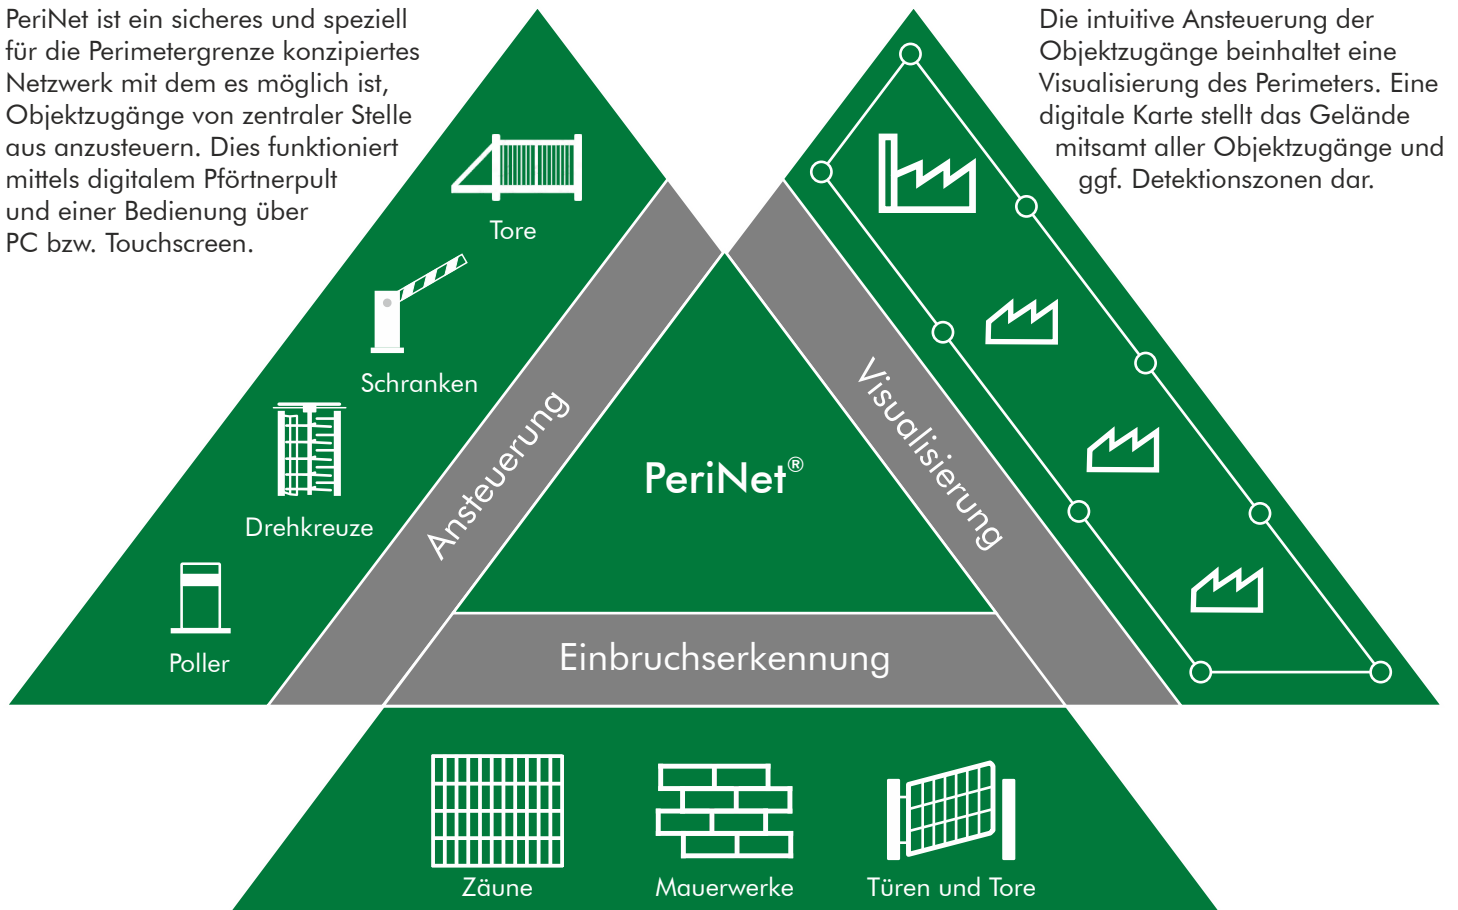 PeriNet ist ein sicheres und speziell
für die Perimetergrenze konzipiertes
Netzwerk mit dem es möglich ist,
Objektzugänge von zentraler Stelle
aus anzusteuern. Dies funktioniert
mittels digitalem Pförtnerpult
und einer Bedienung über
PC bzw. Touchscreen.
Die intuitive Ansteuerung der
Objektzugänge beinhaltet eine
Visualisierung des Perimeters. Eine
digitale Karte stellt das Gelände
mitsamt aller Objektzugänge und
ggf. Detektionszonen dar.
Tore
Schranken
Drehkreuze
Poller
Ansteuerung
PeriNet®
Visualisierung
Einbruchserkennung
Zäune
Mauerwerke
Türen und Tore